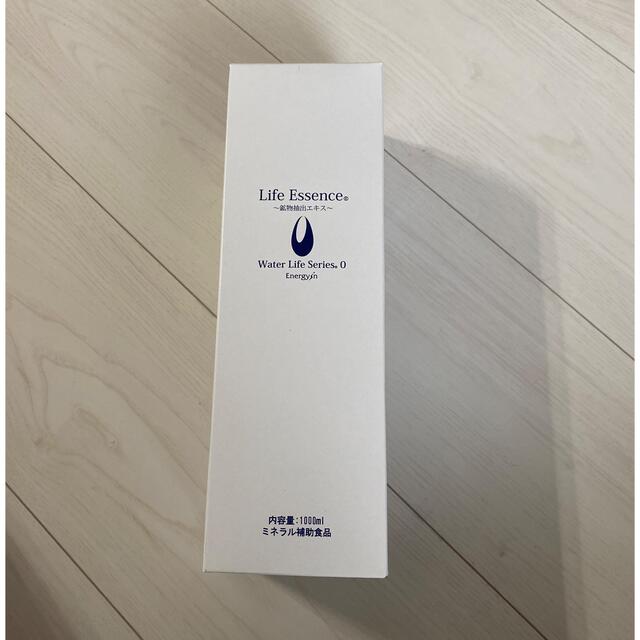 Life Essence®
～鉱物抽出エキス～
Water Life Series® 0
Energyin
内容量:1000ml
ミネラル補助食品